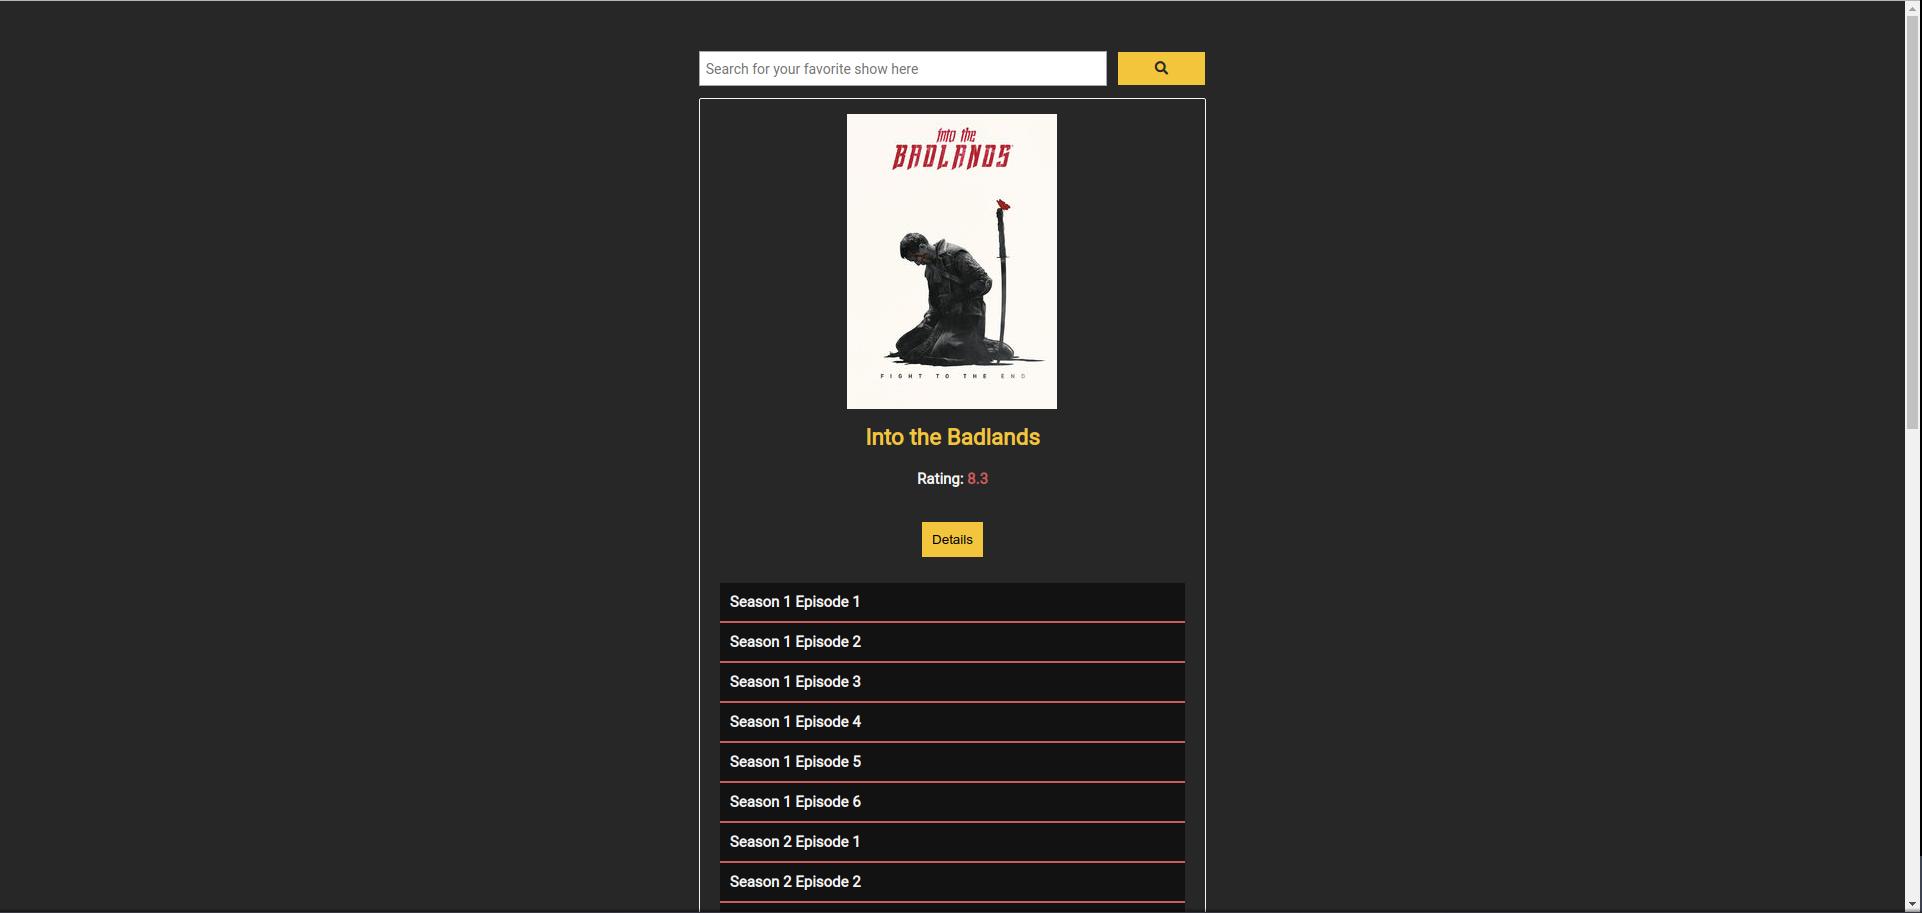 Search for your favorite show here
into the
BADLANDS
FIGHT TO THE END
Into the Badlands
Rating: 8.3
Details
Season 1 Episode 1
Season 1 Episode 2
Season 1 Episode 3
Season 1 Episode 4
Season 1 Episode 5
Season 1 Episode 6
Season 2 Episode 1
Season 2 Episode 2